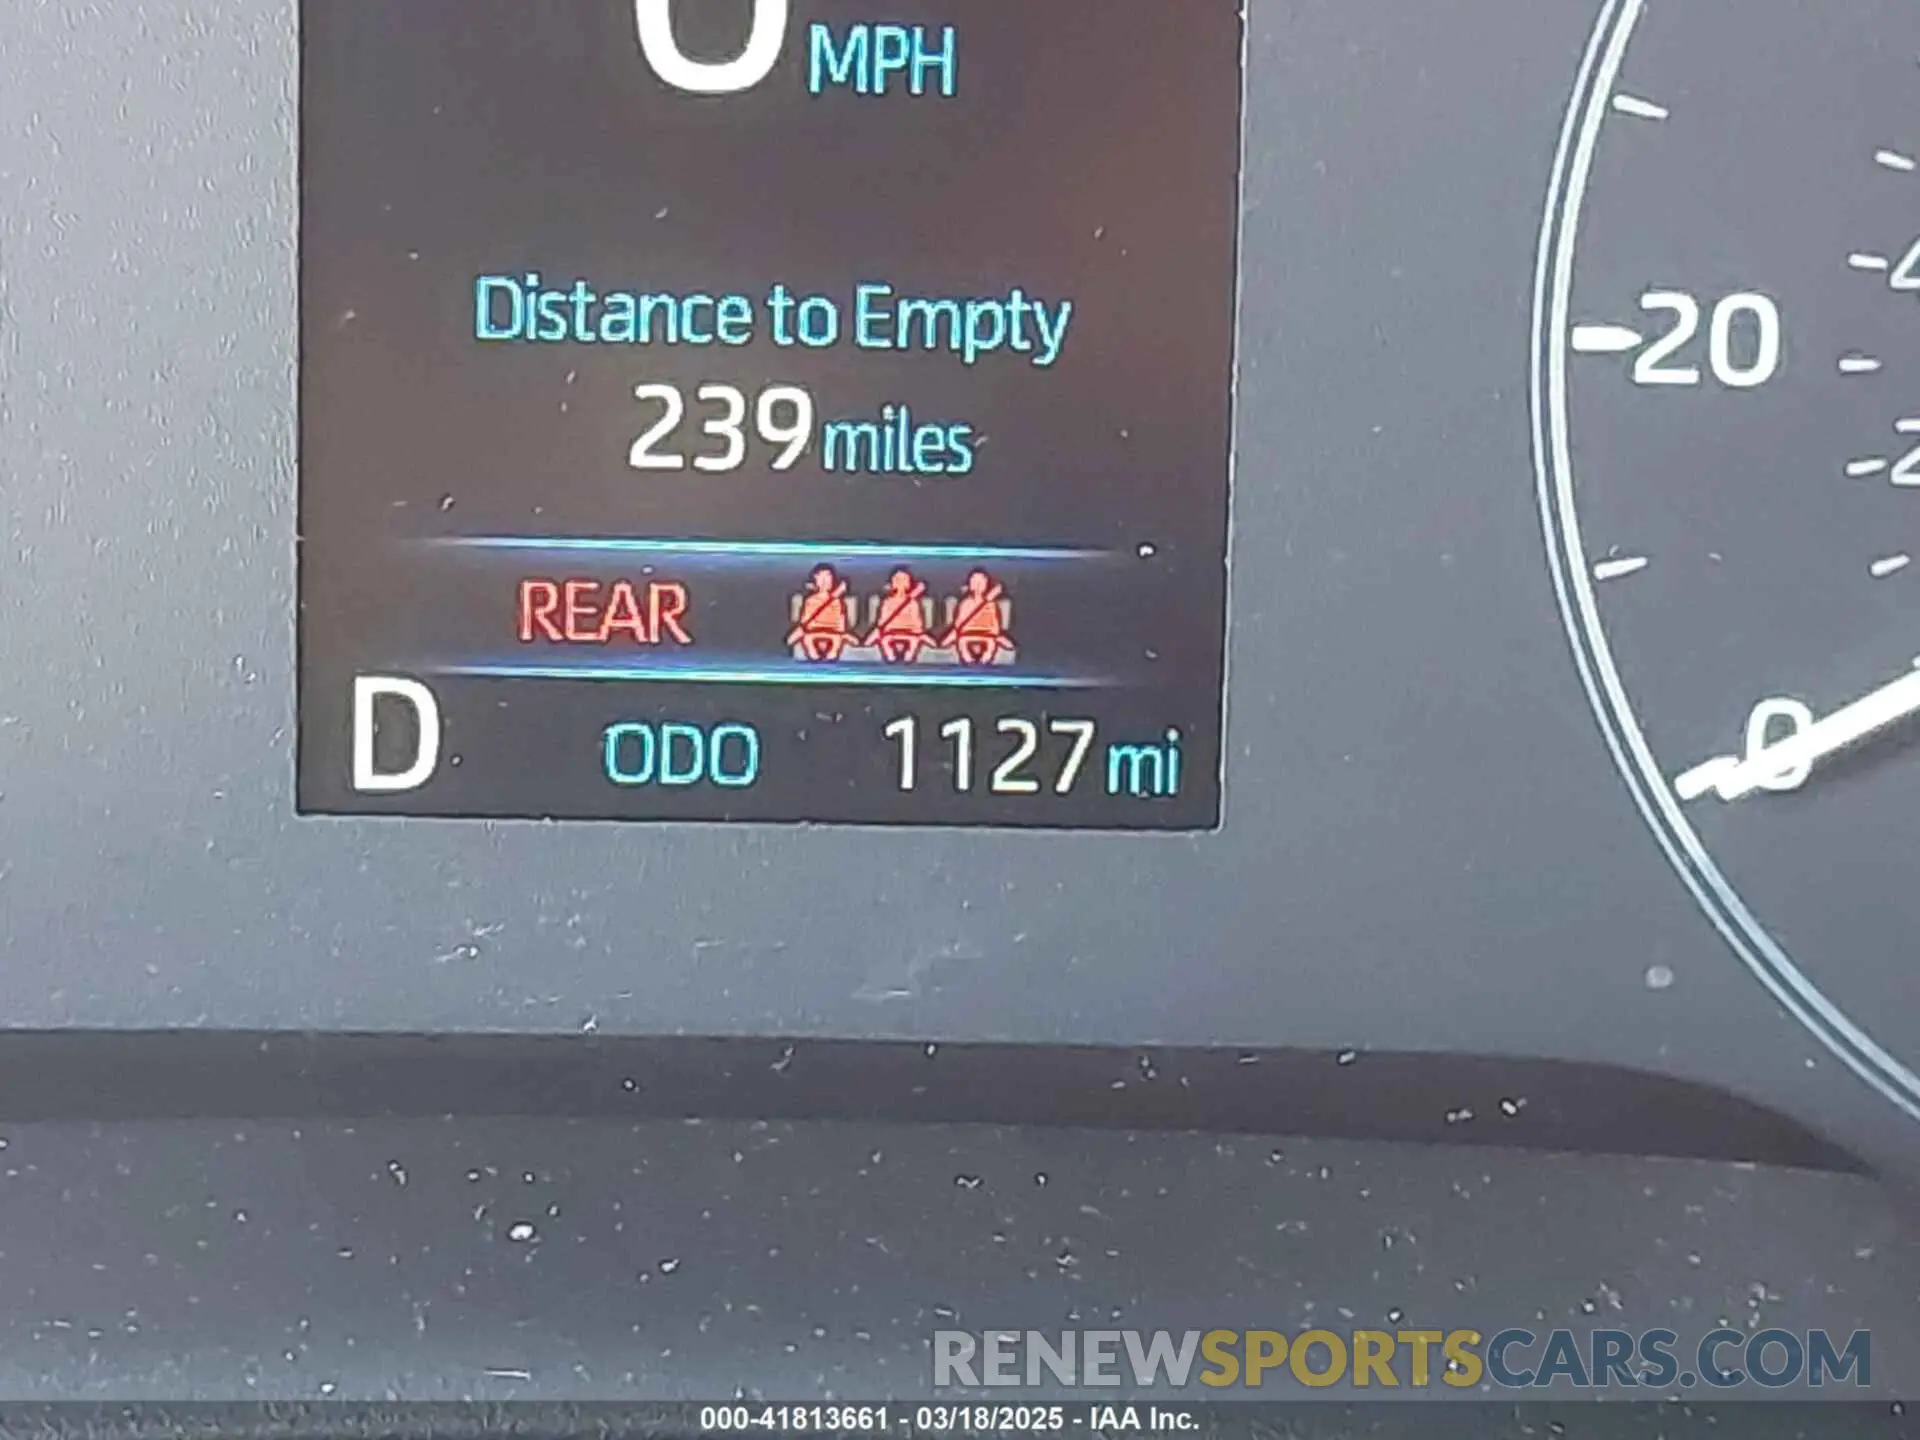 0 MPH
Distance to Empty
239 miles
REAR
D ODO 1127 mi
20
0
RENEWSPORTSCARS.COM
000-41813661 - 03/18/2025 - IAA Inc.